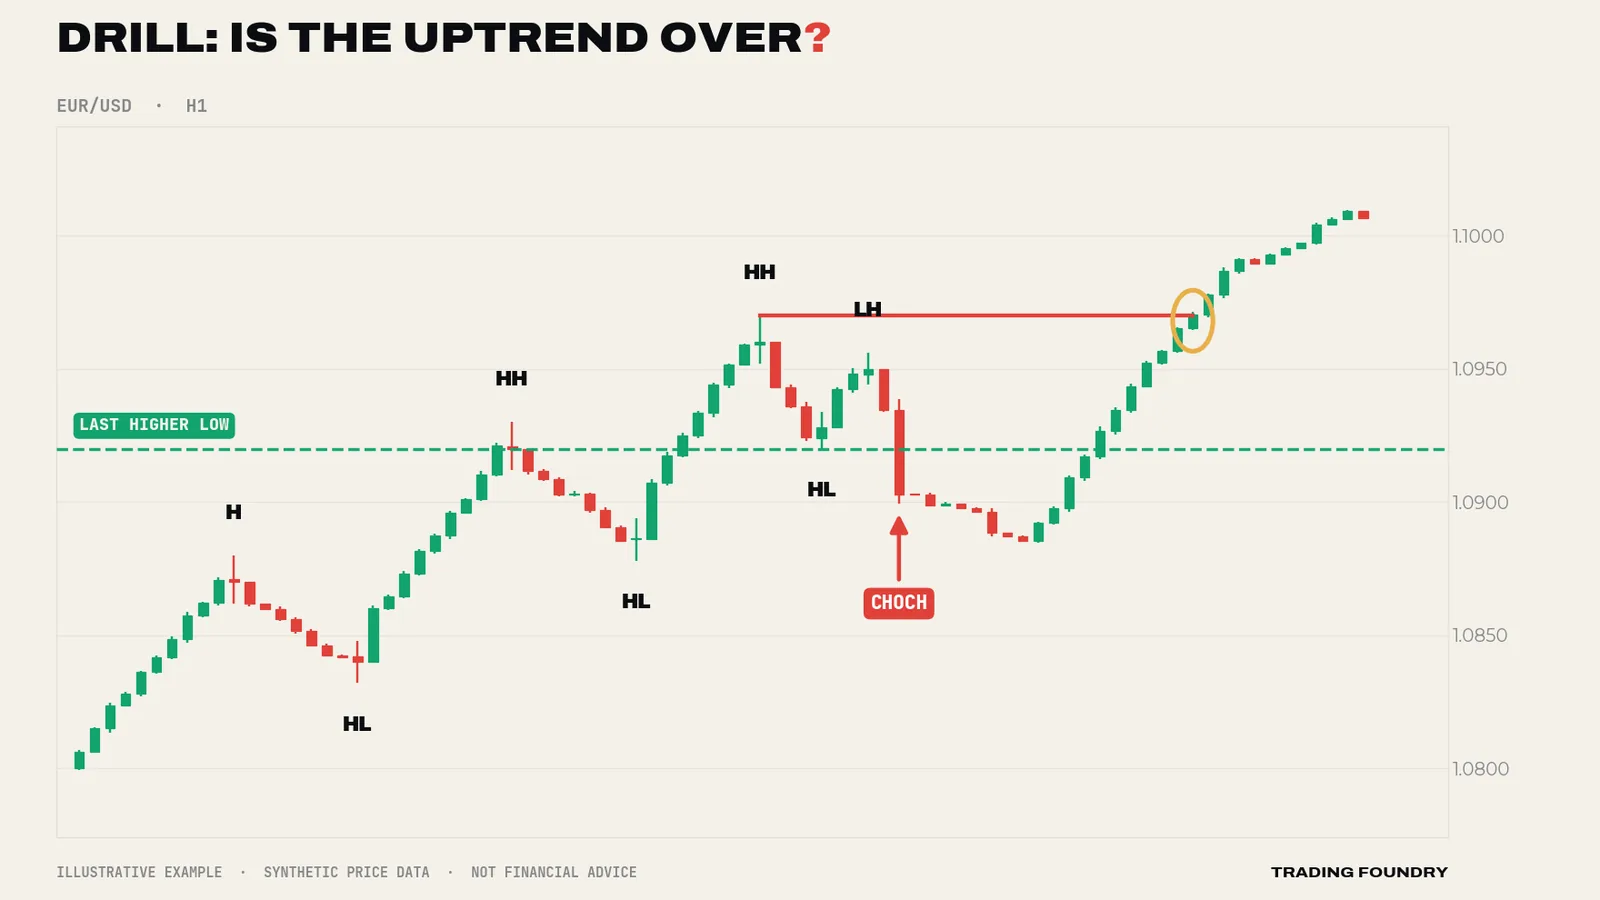 DRILL: IS THE UPTREND OVER?
EUR/USD · H1
1.1000
HH
LH
1.0950
HH
LAST HIGHER LOW
HL
1.0900
H
CHOCH
HL
1.0850
HL
1.0800
ILLUSTRATIVE EXAMPLE · SYNTHETIC PRICE DATA · NOT FINANCIAL ADVICE
TRADING FOUNDRY